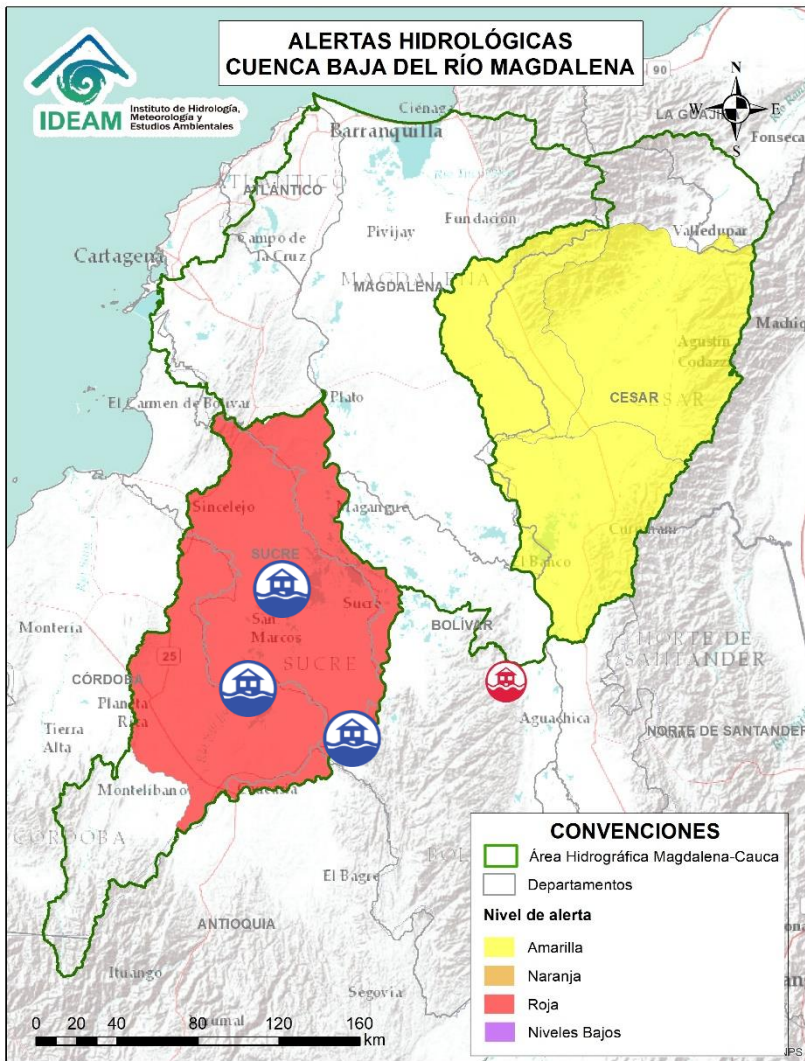 ALERTAS HIDROLÓGICAS
CUENCA BAJA DEL RÍO MAGDALENA
IDEAM
Instituto de Hidrología,
Meteorología y
Estudios Ambientales
N
W
E
S
90
Ciénaga
LA GUAJIRA
Barranquilla
Fonseca
ATLÁNTICO
Valledupar
Campo de
la Cruz
Pivijay
Fundación
Cartagena
MAGDALENA
MAGDALENA
Agustín
Codazzi
CESAR
El Carmen de Bolívar
Plato
Sincelejo
Magangué
SUCRE
El Banco
San
Marcos
Sucre
BOLÍVAR
Montería
25
SUCRE
NORTE DE
SANTANDER
CÓRDOBA
Planeta
Rica
Aguachica
Tierra
Alta
NORTE DE SANTANDER
Montelíbano
CÓRDOBA
El Bagre
ANTIOQUIA
Ituango
Segovia
0 20 40 80 120 160
km
CONVENCIONES
Área Hidrográfica Magdalena-Cauca
Departamentos
Nivel de alerta
Amarilla
Naranja
Roja
Niveles Bajos